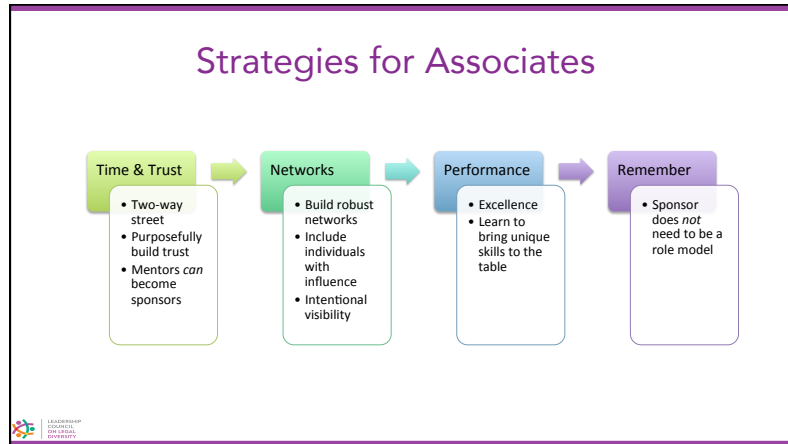 Strategies for Associates
Time & Trust
• Two-way
street
• Purposefully
build trust
• Mentors can
become
sponsors
Networks
• Build robust
networks
• Include
individuals
with
influence
• Intentional
visibility
Performance
• Excellence
• Learn to
bring unique
skills to the
table
Remember
• Sponsor
does not
need to be a
role model
LEADERSHIP
COUNCIL
ON LEGAL
DIVERSITY